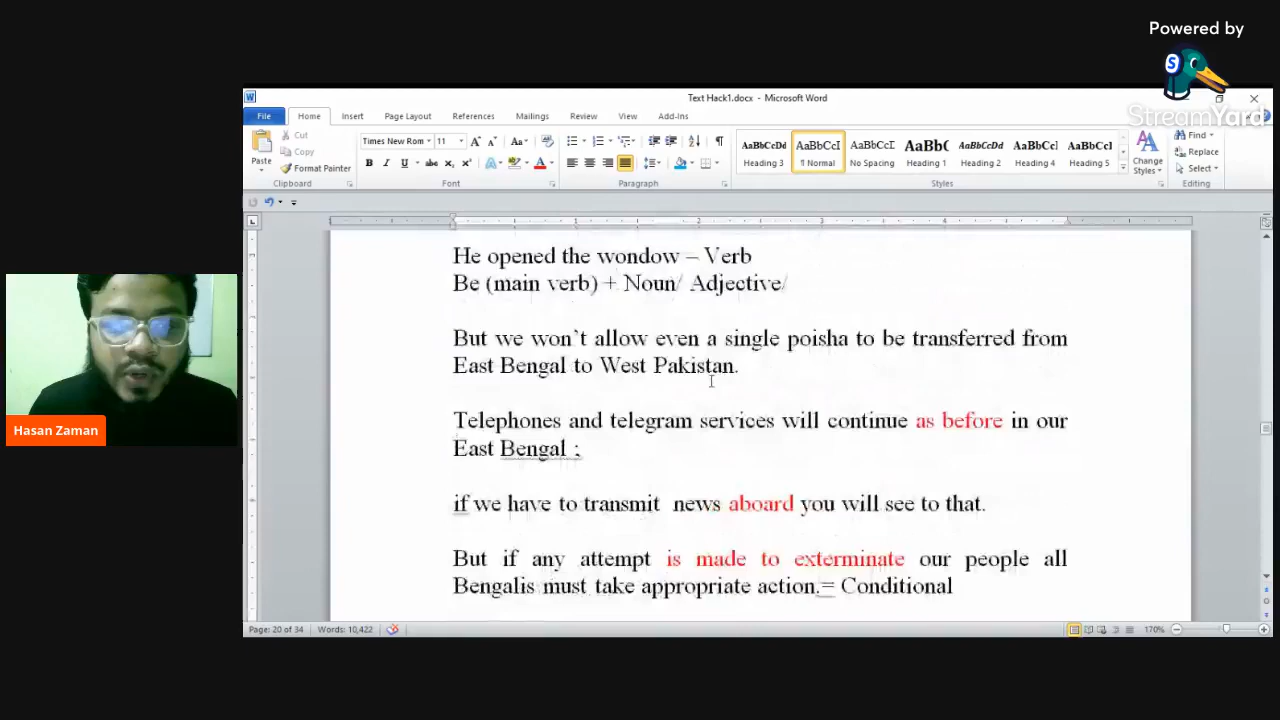 Powered by
StreamYard
Text Hack1.docx - Microsoft Word
File Home Insert Page Layout References Mailings Review View Add-Ins
Paste
Cut
Copy
Format Painter
Clipboard
Times New Rom 11
Font
Paragraph
AaBbCcDd Heading 3
AaBbCcI ¶ Normal
AaBbCcI No Spacing
AaBbC Heading 1
AaBbCcDd Heading 2
AaBbCcI Heading 4
AaBbCcI Heading 5
Change Styles
Styles
Find
Replace
Select
Editing
He opened the wondow – Verb
Be (main verb) + Noun/ Adjective/
But we won't allow even a single poisha to be transferred from
East Bengal to West Pakistan.
Telephones and telegram services will continue as before in our
East Bengal ;
if we have to transmit news aboard you will see to that.
But if any attempt is made to exterminate our people all
Bengalis must take appropriate action.= Conditional
Hasan Zaman
Page: 20 of 34 Words: 10,422 170%